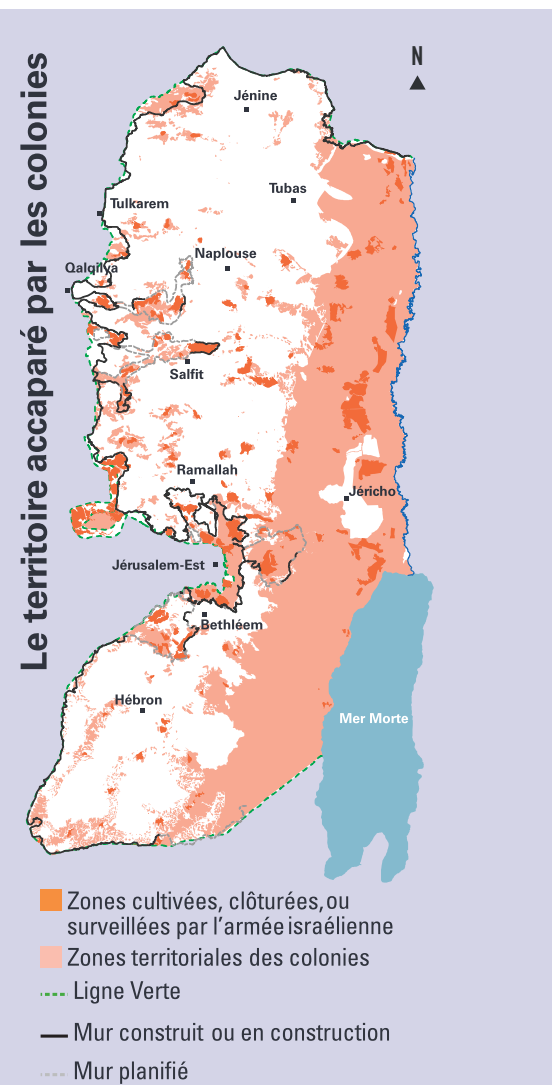 Le territoire accaparé par les colonies
N
Jénine
Tubas
Tulkarem
Naplouse
Qalqilya
Salfit
Ramallah
Jéricho
Jérusalem-Est
Bethléem
Hébron
Mer Morte
Zones cultivées, clôturées, ou
surveillées par l'armée israélienne
Zones territoriales des colonies
Ligne Verte
Mur construit ou en construction
Mur planifié